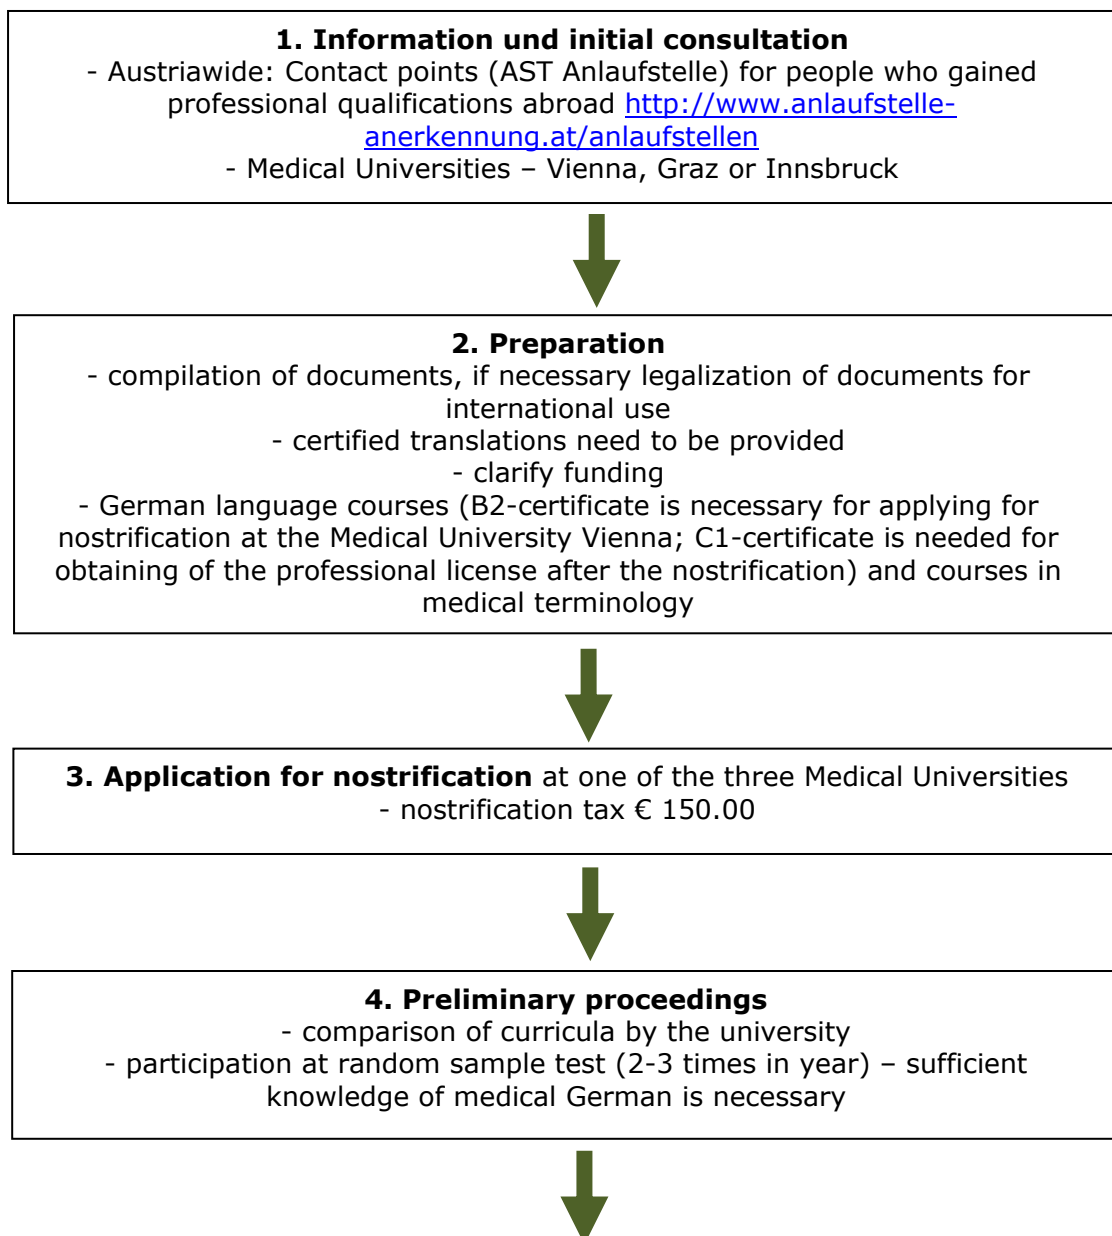 1. Information und initial consultation
- Austriawide: Contact points (AST Anlaufstelle) for people who gained
professional qualifications abroad http://www.anlaufstelle-
anerkennung.at/anlaufstellen
- Medical Universities – Vienna, Graz or Innsbruck
2. Preparation
- compilation of documents, if necessary legalization of documents for
international use
- certified translations need to be provided
- clarify funding
- German language courses (B2-certificate is necessary for applying for
nostrification at the Medical University Vienna; C1-certificate is needed for
obtaining of the professional license after the nostrification) and courses in
medical terminology
3. Application for nostrification at one of the three Medical Universities
- nostrification tax € 150.00
4. Preliminary proceedings
- comparison of curricula by the university
- participation at random sample test (2-3 times in year) – sufficient
knowledge of medical German is necessary